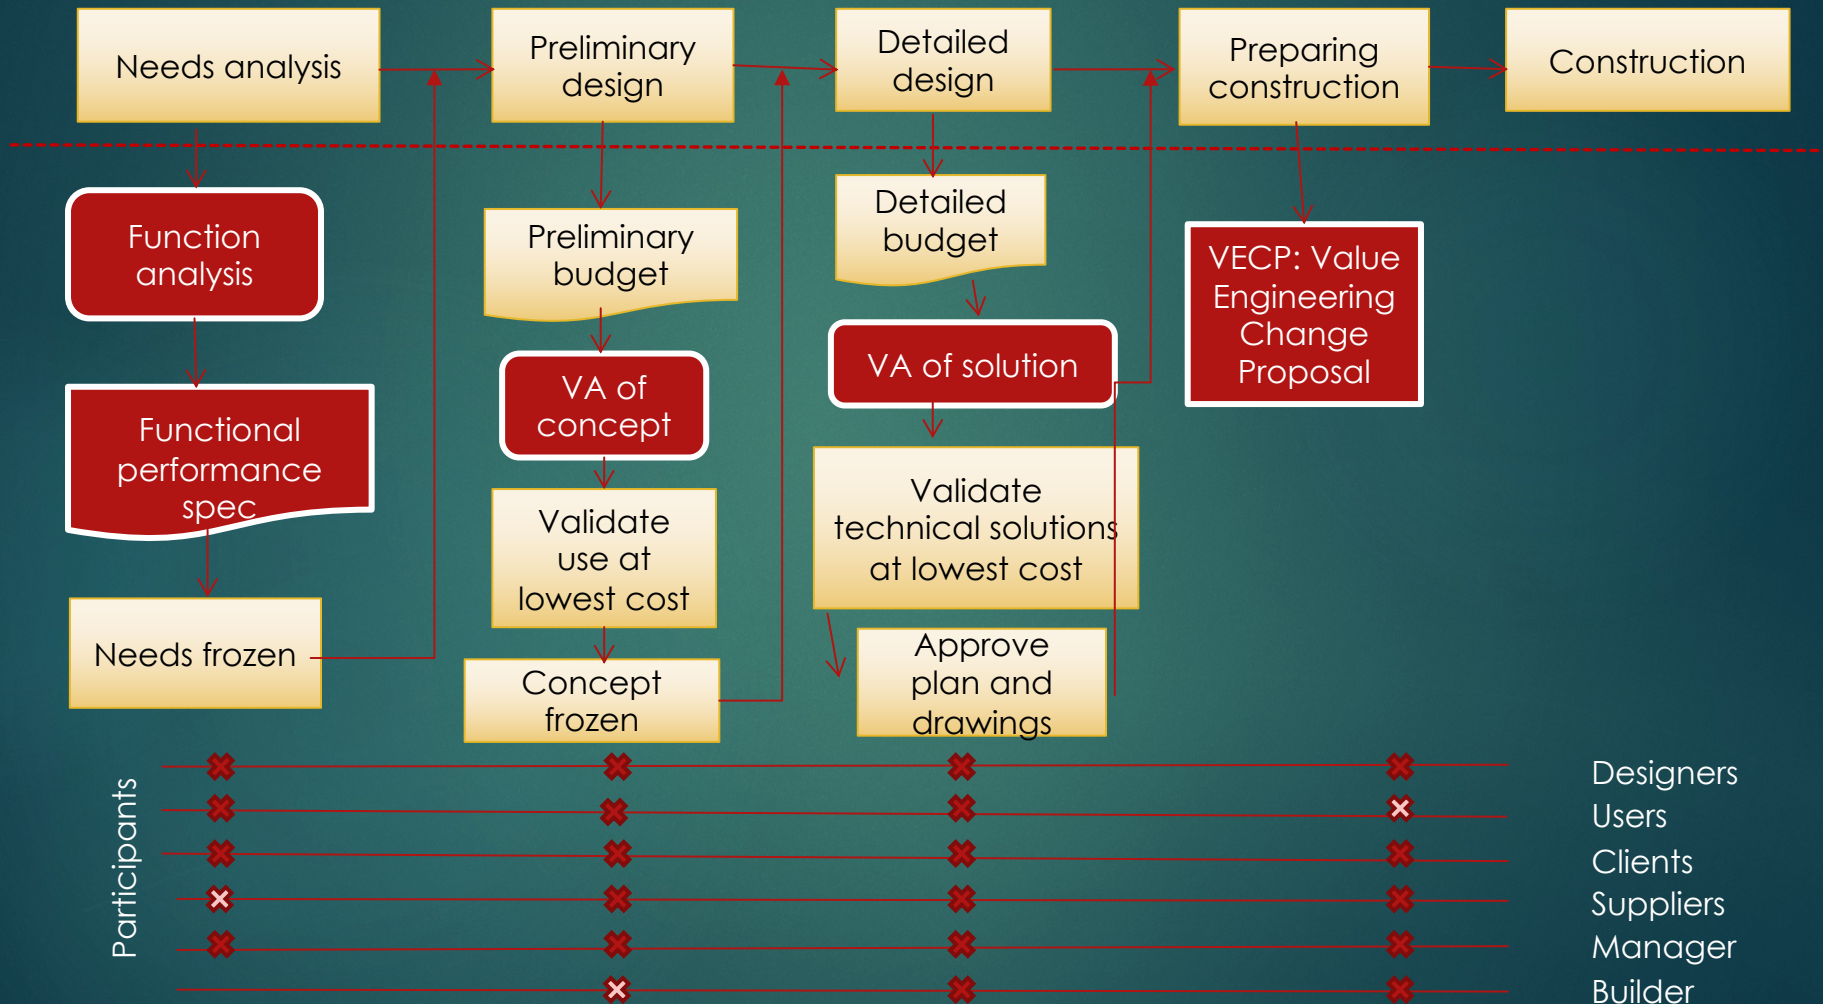 Needs analysis
Preliminary
design
Detailed
design
Preparing
construction
Construction
Function
analysis
Functional
performance
spec
Needs frozen
Preliminary
budget
VA of
concept
Validate
use at
lowest cost
Concept
frozen
Detailed
budget
VA of solution
Validate
technical solutions
at lowest cost
Approve
plan and
drawings
VECP: Value
Engineering
Change
Proposal
Participants
Designers
Users
Clients
Suppliers
Manager
Builder